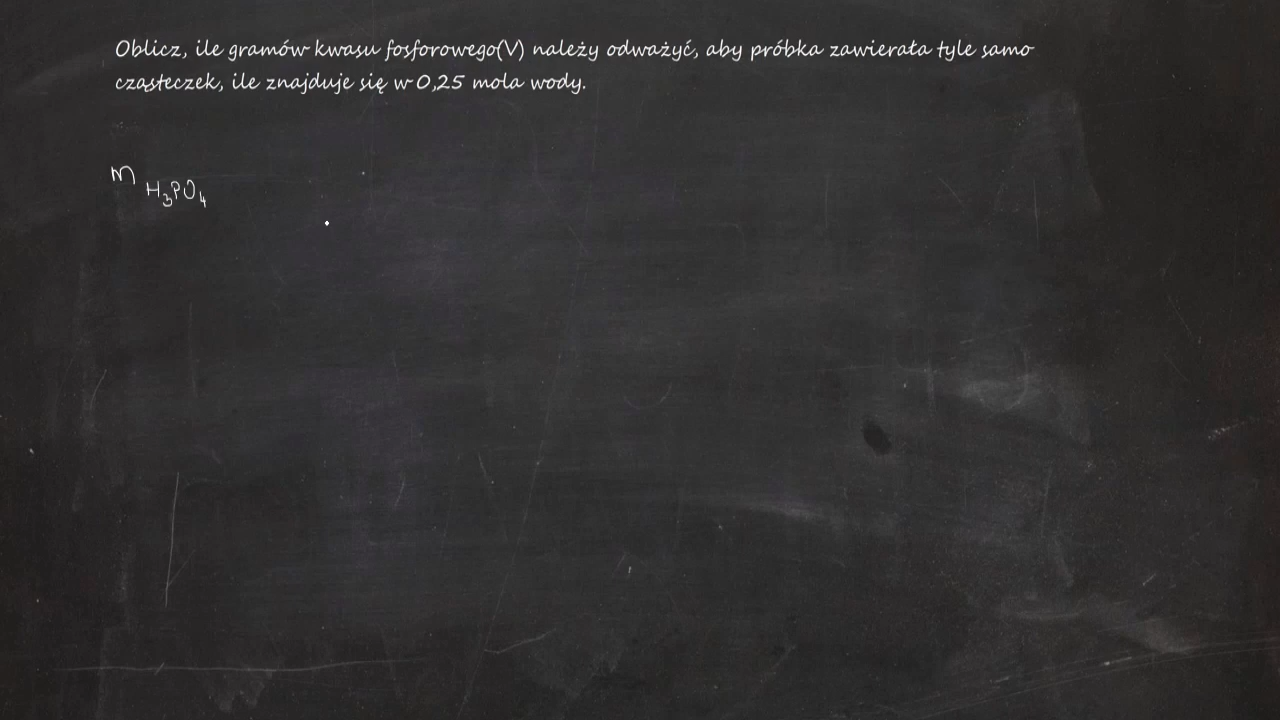 Oblicz, ile gramów kwasu fosforowego(V) należy odważyć, aby próbka zawierała tyle samo
cząsteczek, ile znajduje się w 0,25 mola wody.
m H₃PO₄